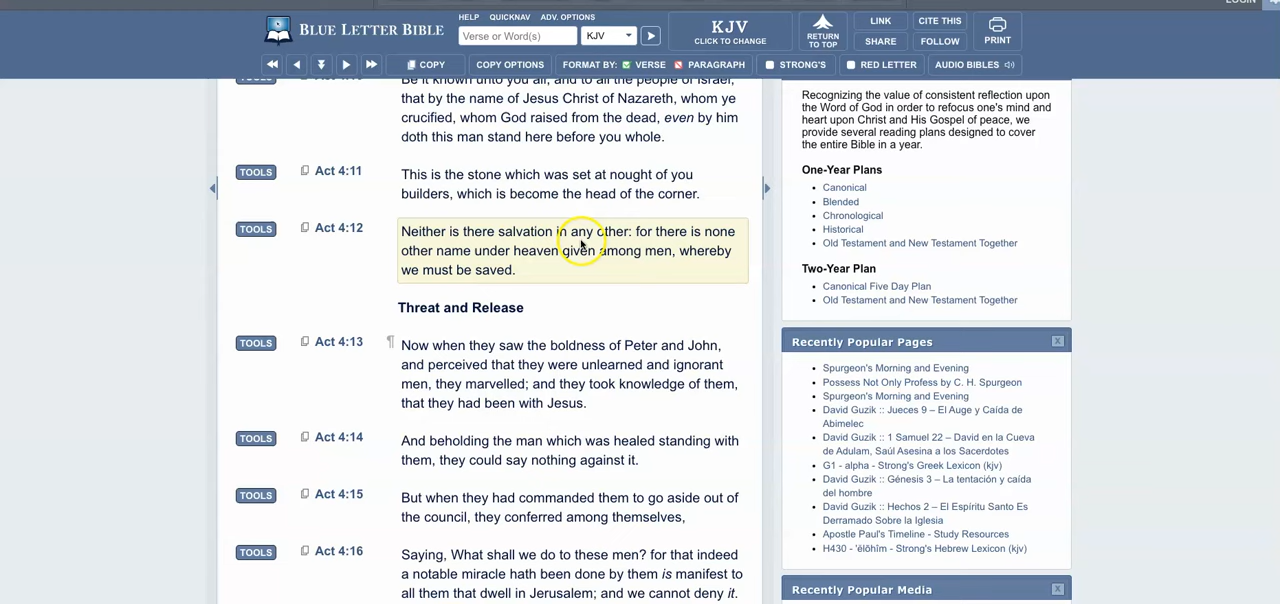 LOGIN
HELP QUICKNAV ADV. OPTIONS
BLUE LETTER BIBLE
Verse or Word(s)
KJV
KJV
CLICK TO CHANGE
RETURN
TO TOP
LINK
CITE THIS
SHARE
FOLLOW
PRINT
COPY
COPY OPTIONS
FORMAT BY: VERSE PARAGRAPH
STRONG'S
RED LETTER
AUDIO BIBLES
Be it known unto you all, and to all the people of Israel,
that by the name of Jesus Christ of Nazareth, whom ye
crucified, whom God raised from the dead, even by him
doth this man stand here before you whole.
TOOLS Act 4:11 This is the stone which was set at nought of you
builders, which is become the head of the corner.
TOOLS Act 4:12 Neither is there salvation in any other: for there is none
other name under heaven given among men, whereby
we must be saved.
Threat and Release
TOOLS Act 4:13 ¶ Now when they saw the boldness of Peter and John,
and perceived that they were unlearned and ignorant
men, they marvelled; and they took knowledge of them,
that they had been with Jesus.
TOOLS Act 4:14 And beholding the man which was healed standing with
them, they could say nothing against it.
TOOLS Act 4:15 But when they had commanded them to go aside out of
the council, they conferred among themselves,
TOOLS Act 4:16 Saying, What shall we do to these men? for that indeed
a notable miracle hath been done by them is manifest to
all them that dwell in Jerusalem; and we cannot deny it.
Recognizing the value of consistent reflection upon
the Word of God in order to refocus one's mind and
heart upon Christ and His Gospel of peace, we
provide several reading plans designed to cover
the entire Bible in a year.
One-Year Plans
Canonical
Blended
Chronological
Historical
Old Testament and New Testament Together
Two-Year Plan
Canonical Five Day Plan
Old Testament and New Testament Together
Recently Popular Pages X
Spurgeon's Morning and Evening
Possess Not Only Profess by C. H. Spurgeon
Spurgeon's Morning and Evening
David Guzik :: Jueces 9 – El Auge y Caída de
Abimelec
David Guzik :: 1 Samuel 22 – David en la Cueva
de Adulam, Saúl Asesina a los Sacerdotes
G1 - alpha - Strong's Greek Lexicon (kjv)
David Guzik :: Génesis 3 – La tentación y caída
del hombre
David Guzik :: Hechos 2 – El Espíritu Santo Es
Derramado Sobre la Iglesia
Apostle Paul's Timeline - Study Resources
H430 - 'ĕlōhîm - Strong's Hebrew Lexicon (kjv)
Recently Popular Media X